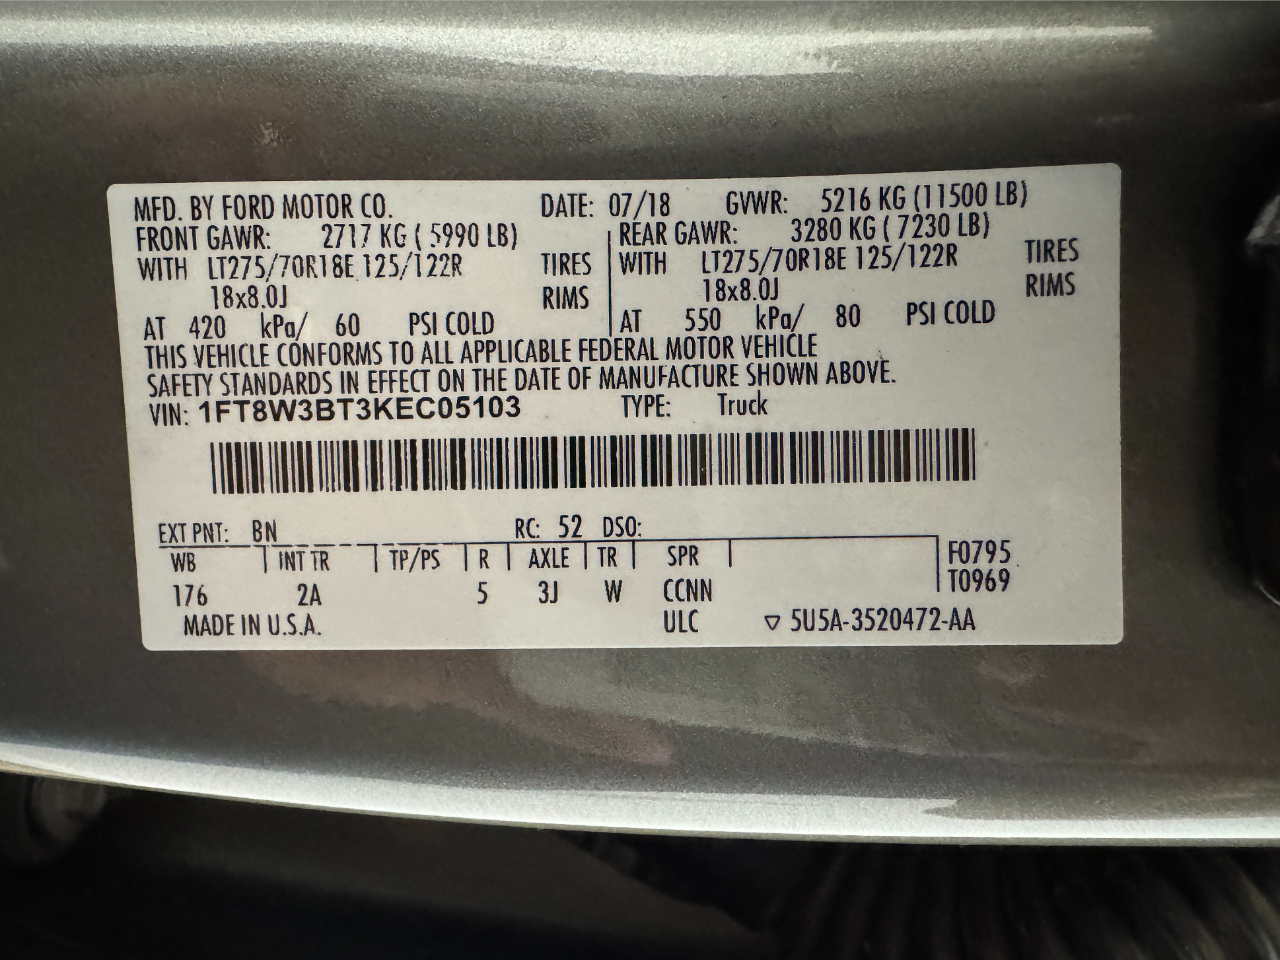 MFD. BY FORD MOTOR CO. DATE: 07/18 GVWR: 5216 KG (11500 LB)
FRONT GAWR: 2717 KG ( 5990 LB) REAR GAWR: 3280 KG ( 7230 LB)
WITH LT275/70R18E 125/122R TIRES WITH LT275/70R18E 125/122R TIRES
18x8.0J RIMS 18x8.0J RIMS
AT 420 kPa/ 60 PSI COLD AT 550 kPa/ 80 PSI COLD
THIS VEHICLE CONFORMS TO ALL APPLICABLE FEDERAL MOTOR VEHICLE
SAFETY STANDARDS IN EFFECT ON THE DATE OF MANUFACTURE SHOWN ABOVE.
VIN: 1FT8W3BT3KEC05103 TYPE: Truck
EXT PNT: BN RC: 52 DSO:
WB INT TR TP/PS R AXLE TR SPR F0795
176 2A 5 3J W CCNN T0969
MADE IN U.S.A. ULC ▽ 5U5A-3520472-AA